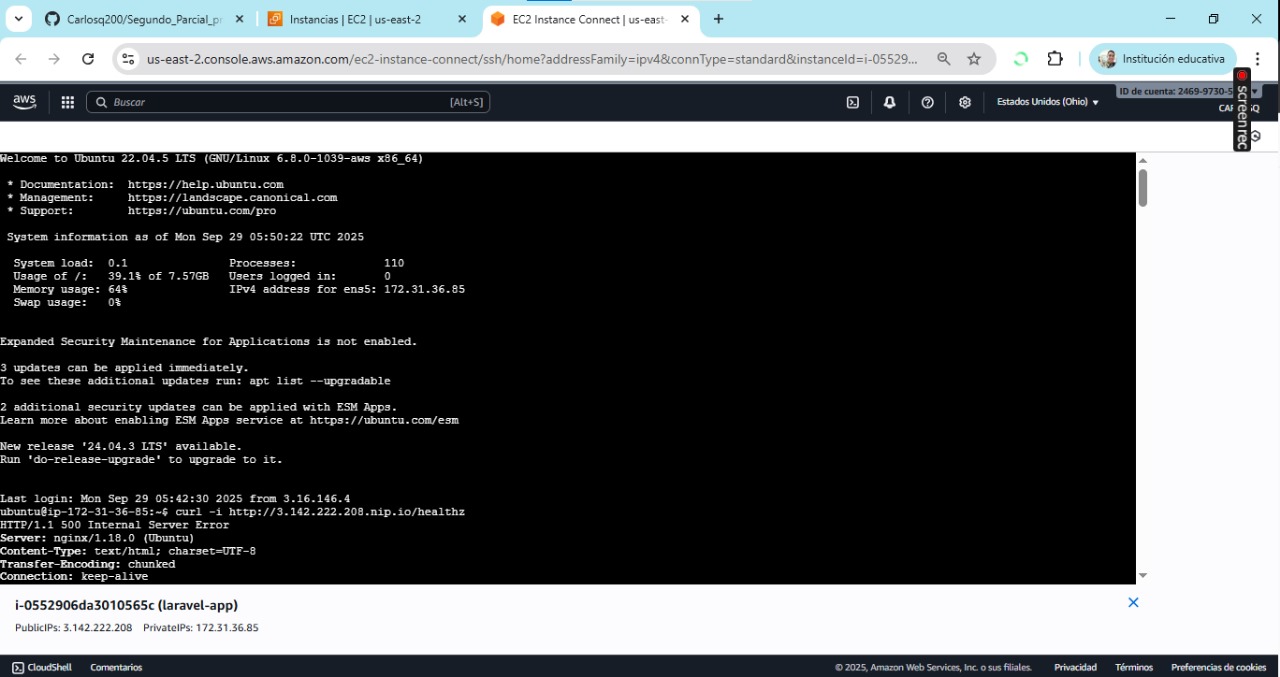 Carlosq200/Segundo_Parcial_pr
Instancias | EC2 | us-east-2
EC2 Instance Connect | us-east-
us-east-2.console.aws.amazon.com/ec2-instance-connect/ssh/home?addressFamily=ipv4&connType=standard&instanceId=i-05529...
Institución educativa
aws
Buscar
[Alt+S]
Estados Unidos (Ohio)
ID de cuenta: 2469-9730-5
screenrec
Welcome to Ubuntu 22.04.5 LTS (GNU/Linux 6.8.0-1039-aws x86_64)
* Documentation: https://help.ubuntu.com
* Management: https://landscape.canonical.com
* Support: https://ubuntu.com/pro
System information as of Mon Sep 29 05:50:22 UTC 2025
System load: 0.1 Processes: 110
Usage of /: 39.1% of 7.57GB Users logged in: 0
Memory usage: 64% IPv4 address for ens5: 172.31.36.85
Swap usage: 0%
Expanded Security Maintenance for Applications is not enabled.
3 updates can be applied immediately.
To see these additional updates run: apt list --upgradable
2 additional security updates can be applied with ESM Apps.
Learn more about enabling ESM Apps service at https://ubuntu.com/esm
New release '24.04.3 LTS' available.
Run 'do-release-upgrade' to upgrade to it.
Last login: Mon Sep 29 05:42:30 2025 from 3.16.146.4
ubuntu@ip-172-31-36-85:~$ curl -i http://3.142.222.208.nip.io/healthz
HTTP/1.1 500 Internal Server Error
Server: nginx/1.18.0 (Ubuntu)
Content-Type: text/html; charset=UTF-8
Transfer-Encoding: chunked
Connection: keep-alive
i-0552906da3010565c (laravel-app)
PublicIPs: 3.142.222.208 PrivateIPs: 172.31.36.85
CloudShell
Comentarios
© 2025, Amazon Web Services, Inc. o sus filiales.
Privacidad
Términos
Preferencias de cookies